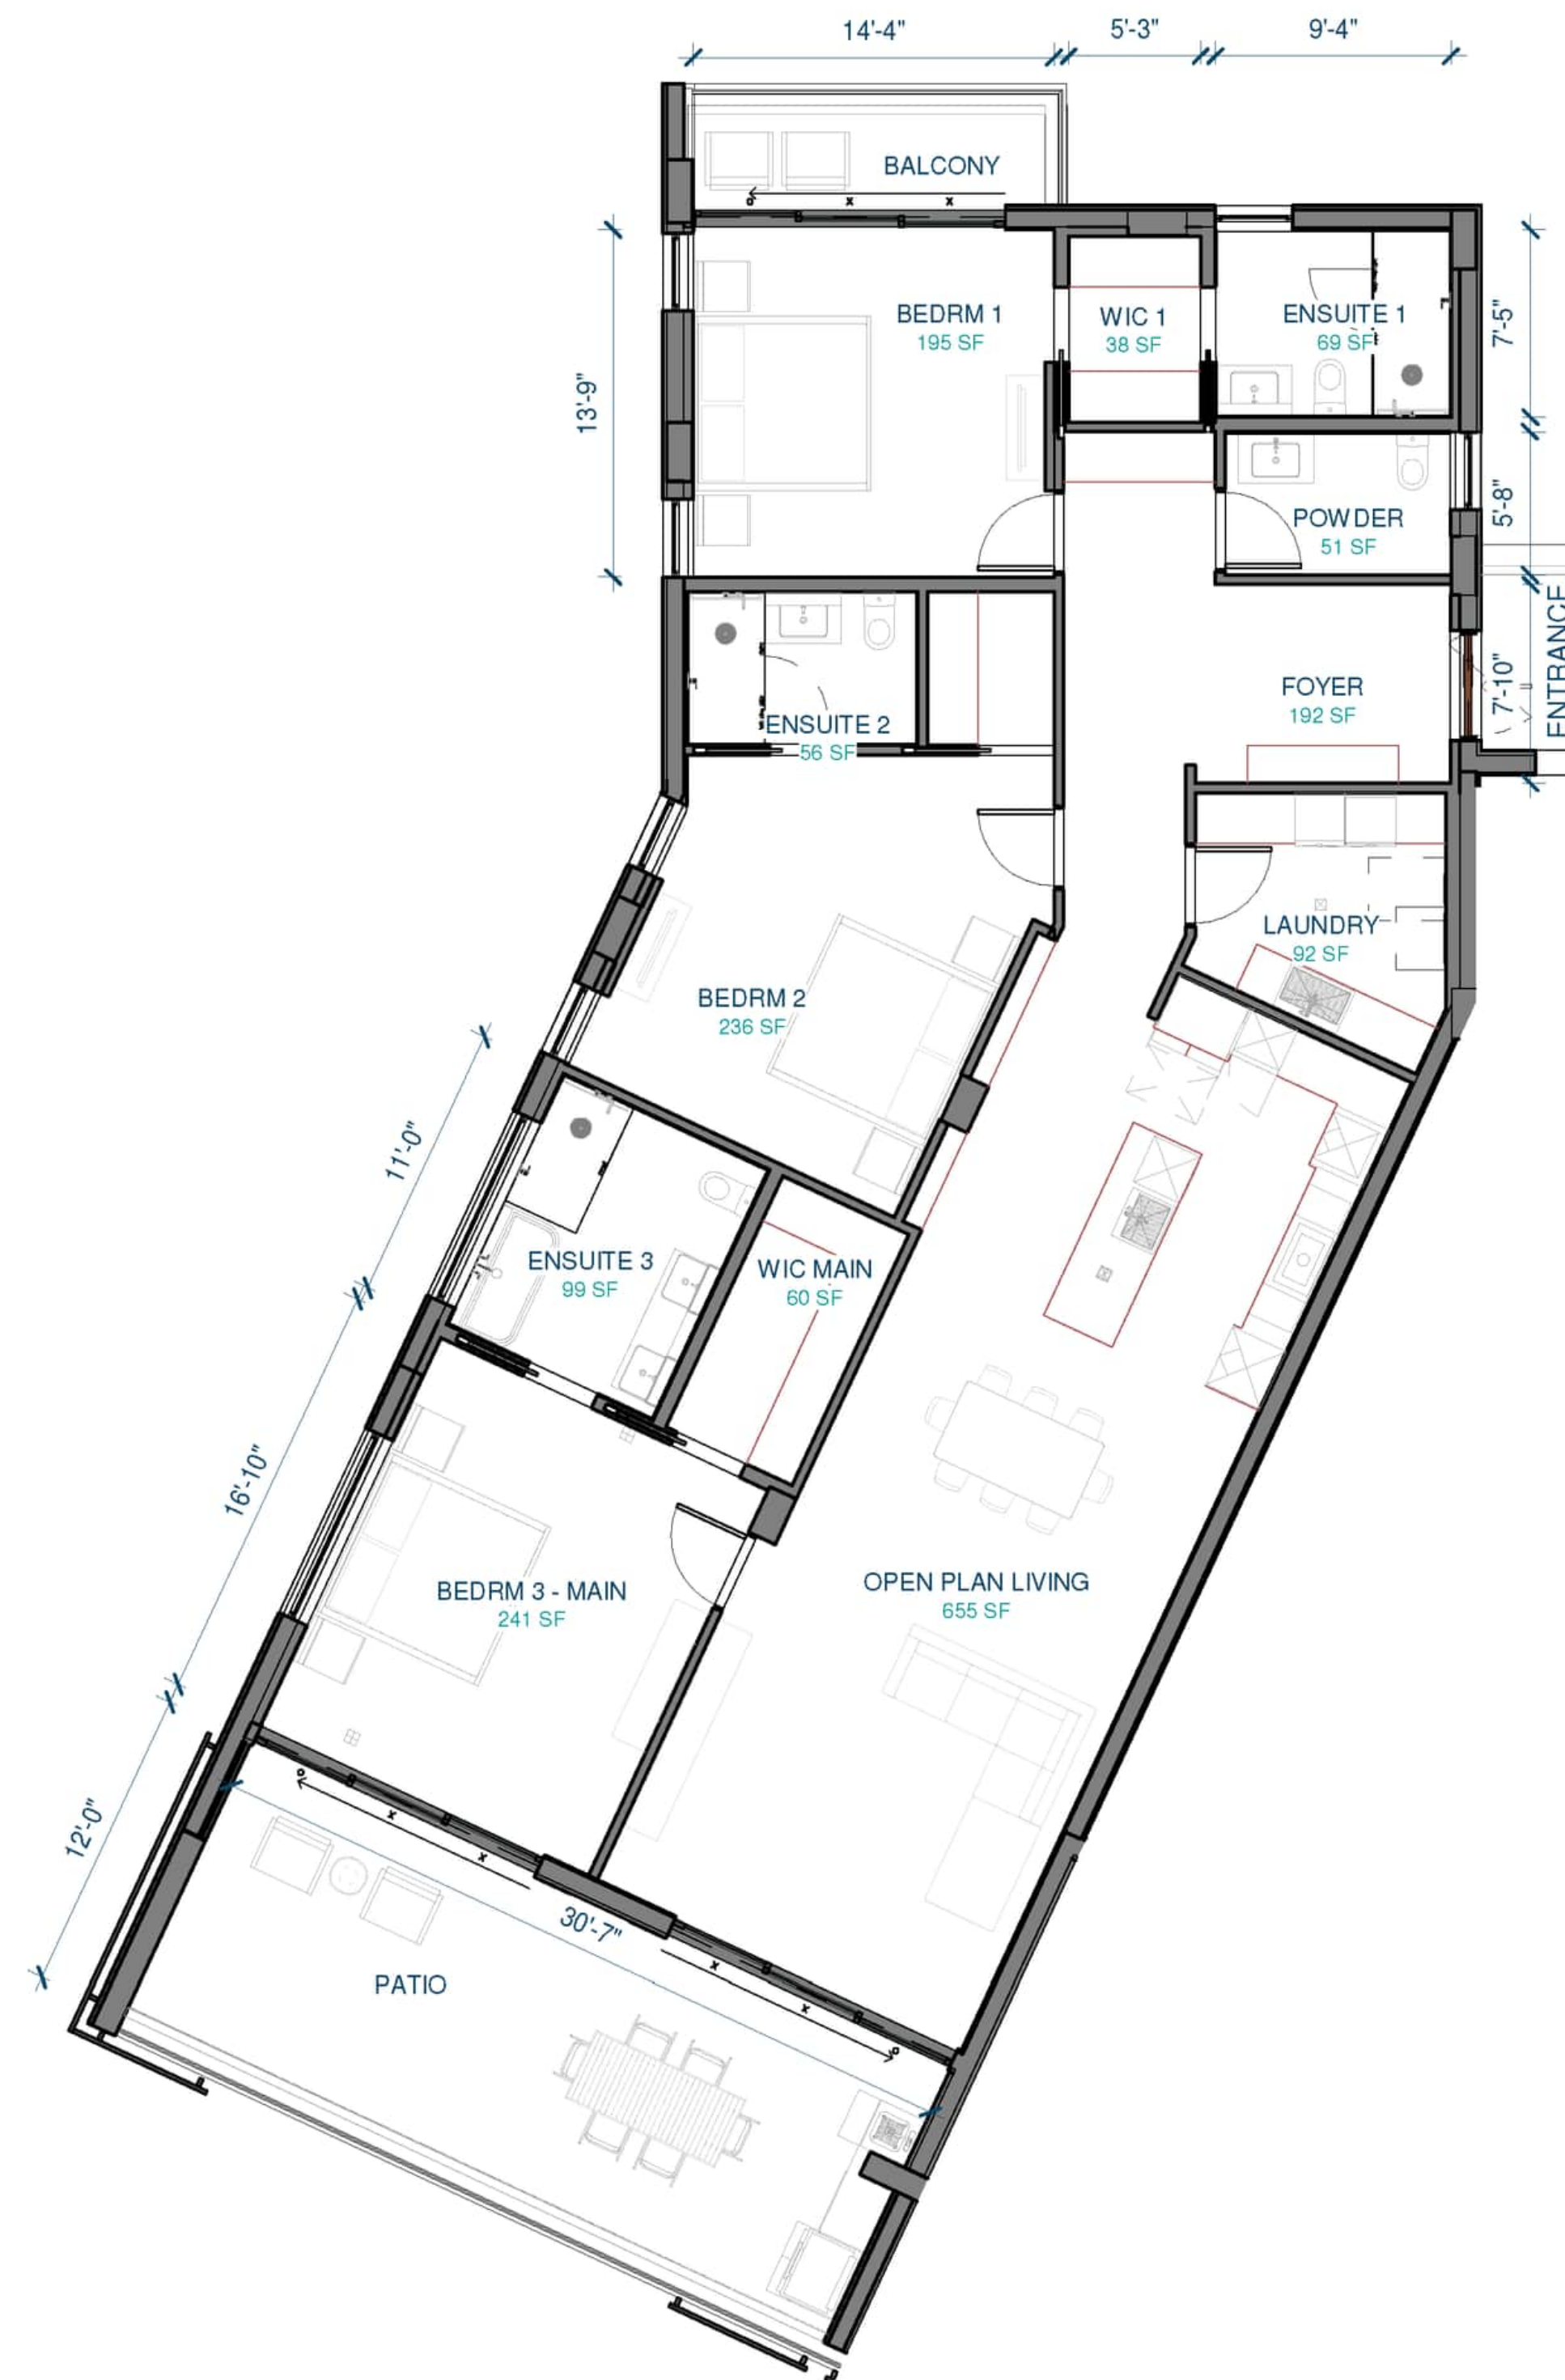 14'-4"
5'-3"
9'-4"
BALCONY
BEDRM 1
195 SF
WIC 1
38 SF
ENSUITE 1
69 SF
7'-5"
13'-9"
POWDER
51 SF
5'-8"
ENTRANCE
7'-10"
FOYER
192 SF
ENSUITE 2
56 SF
LAUNDRY
92 SF
BEDRM 2
236 SF
11'-0"
ENSUITE 3
99 SF
WIC MAIN
60 SF
16'-10"
BEDRM 3 - MAIN
241 SF
OPEN PLAN LIVING
655 SF
12'-0"
30'-7"
PATIO